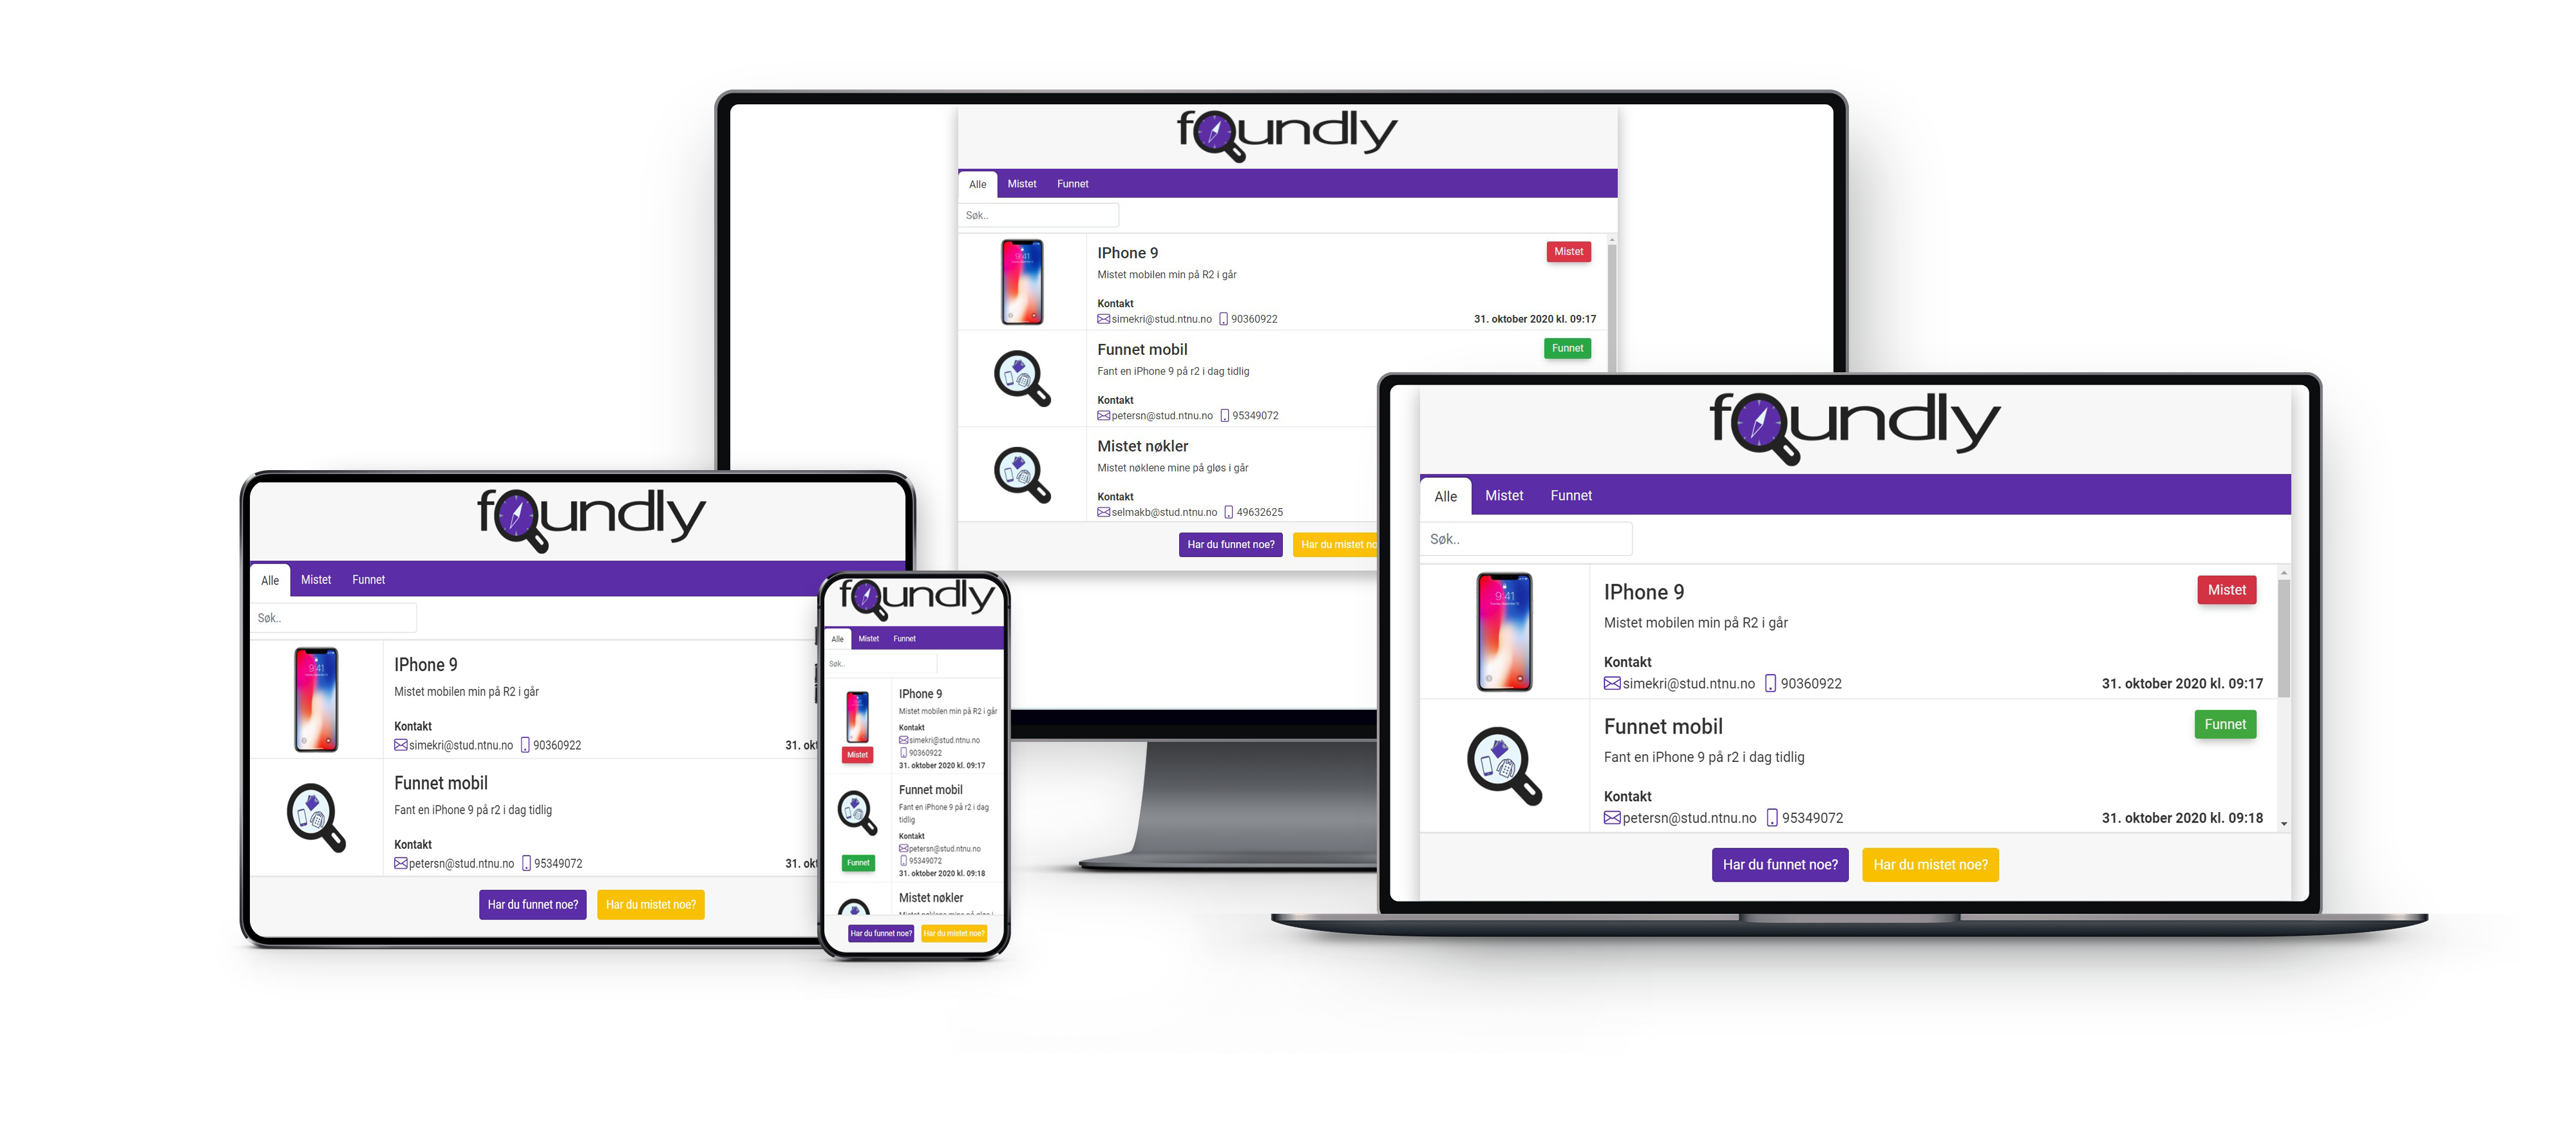 foundly
Alle Mistet Funnet
Søk..
9:41
IPhone 9
Mistet
Mistet mobilen min på R2 i går
Kontakt
simekri@stud.ntnu.no 90360922
31. oktober 2020 kl. 09:17
Funnet mobil
Funnet
Fant en iPhone 9 på r2 i dag tidlig
Kontakt
petersn@stud.ntnu.no 95349072
Mistet nøkler
Mistet nøklene mine på gløs i går
Kontakt
selmakb@stud.ntnu.no 49632625
Har du funnet noe? Har du mistet no
foundly
Alle Mistet Funnet
Søk..
9:41
IPhone 9
Mistet mobilen min på R2 i går
Kontakt
simekri@stud.ntnu.no 90360922
31. okt
Funnet mobil
Fant en iPhone 9 på r2 i dag tidlig
Kontakt
petersn@stud.ntnu.no 95349072
31. okt
Har du funnet noe? Har du mistet noe?
foundly
Alle Mistet Funnet
Søk..
IPhone 9
Mistet mobilen min på R2 i går
Kontakt
simekri@stud.ntnu.no
90360922
Mistet
31. oktober 2020 kl. 09:17
Funnet mobil
Fant en iPhone 9 på r2 i dag
tidlig
Kontakt
petersn@stud.ntnu.no
95349072
Funnet
31. oktober 2020 kl. 09:18
Mistet nøkler
Mistet nøklene mine på gløs i
Har du funnet noe? Har du mistet noe?
foundly
Alle Mistet Funnet
Søk..
9:41
IPhone 9
Mistet
Mistet mobilen min på R2 i går
Kontakt
simekri@stud.ntnu.no 90360922
31. oktober 2020 kl. 09:17
Funnet mobil
Funnet
Fant en iPhone 9 på r2 i dag tidlig
Kontakt
petersn@stud.ntnu.no 95349072
31. oktober 2020 kl. 09:18
Har du funnet noe? Har du mistet noe?